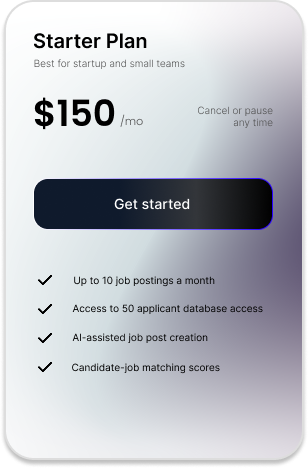 Starter Plan
Best for startup and small teams
$150 /mo
Cancel or pause
any time
Get started
Up to 10 job postings a month
Access to 50 applicant database access
AI-assisted job post creation
Candidate-job matching scores